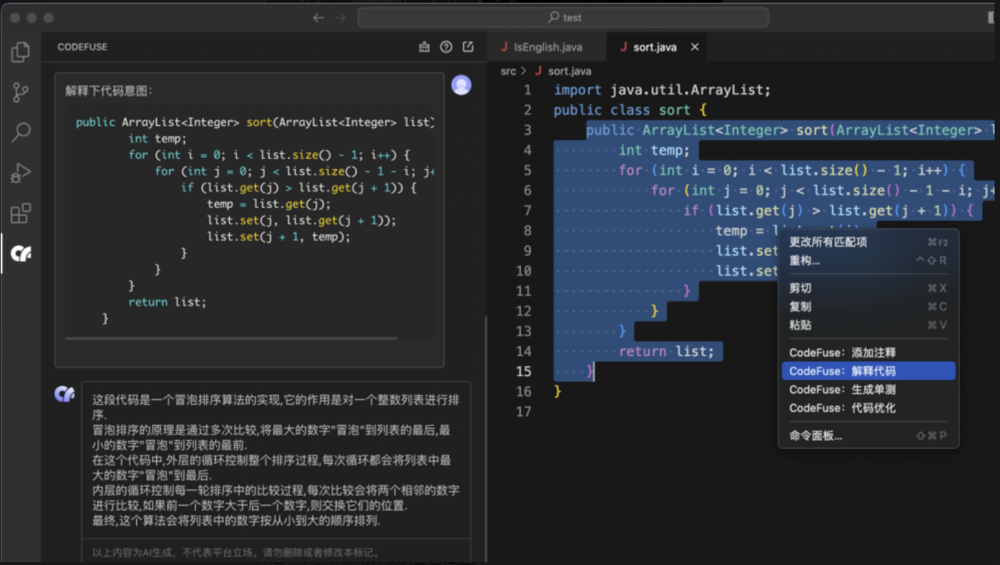 test
CODEFUSE
解释下代码意图：
public ArrayList<Integer> sort(ArrayList<Integer> list)
int temp;
for (int i = 0; i < list.size() - 1; i++) {
for (int j = 0; j < list.size() - 1 - i; j+
if (list.get(j) > list.get(j + 1)) {
temp = list.get(j);
list.set(j, list.get(j + 1));
list.set(j + 1, temp);
}
}
}
return list;
}
这段代码是一个冒泡排序算法的实现,它的作用是对一个整数列表进行排
序.
冒泡排序的原理是通过多次比较,将最大的数字"冒泡"到列表的最后,最
小的数字"冒泡"到列表的最前.
在这个代码中,外层的循环控制整个排序过程,每次循环都会将列表中最
大的数字"冒泡"到最后.
内层的循环控制每一轮排序中的比较过程,每次比较会将两个相邻的数字
进行比较,如果前一个数字大于后一个数字,则交换它们的位置.
最终,这个算法会将列表中的数字按从小到大的顺序排列.
以上内容为AI生成，不代表平台立场。请勿删除或者修改本标记。
J IsEnglish.java
J sort.java ×
src > J sort.java
1 import java.util.ArrayList;
2 public class sort {
3 public ArrayList<Integer> sort(ArrayList<Integer> l
4 int temp;
5 for (int i = 0; i < list.size() - 1; i++) {
6 for (int j = 0; j < list.size() - 1 - i; j+
7 if (list.get(j) > list.get(j + 1)) {
8 temp =
9 list.set
10 list.set
11 }
12 }
13 }
14 return list;
15 }
16 }
17
更改所有匹配项 ⌘F2
重构... ^⇧R
剪切 ⌘X
复制 ⌘C
粘贴 ⌘V
CodeFuse：添加注释
CodeFuse：解释代码
CodeFuse：生成单测
CodeFuse：代码优化
命令面板... ⇧⌘P